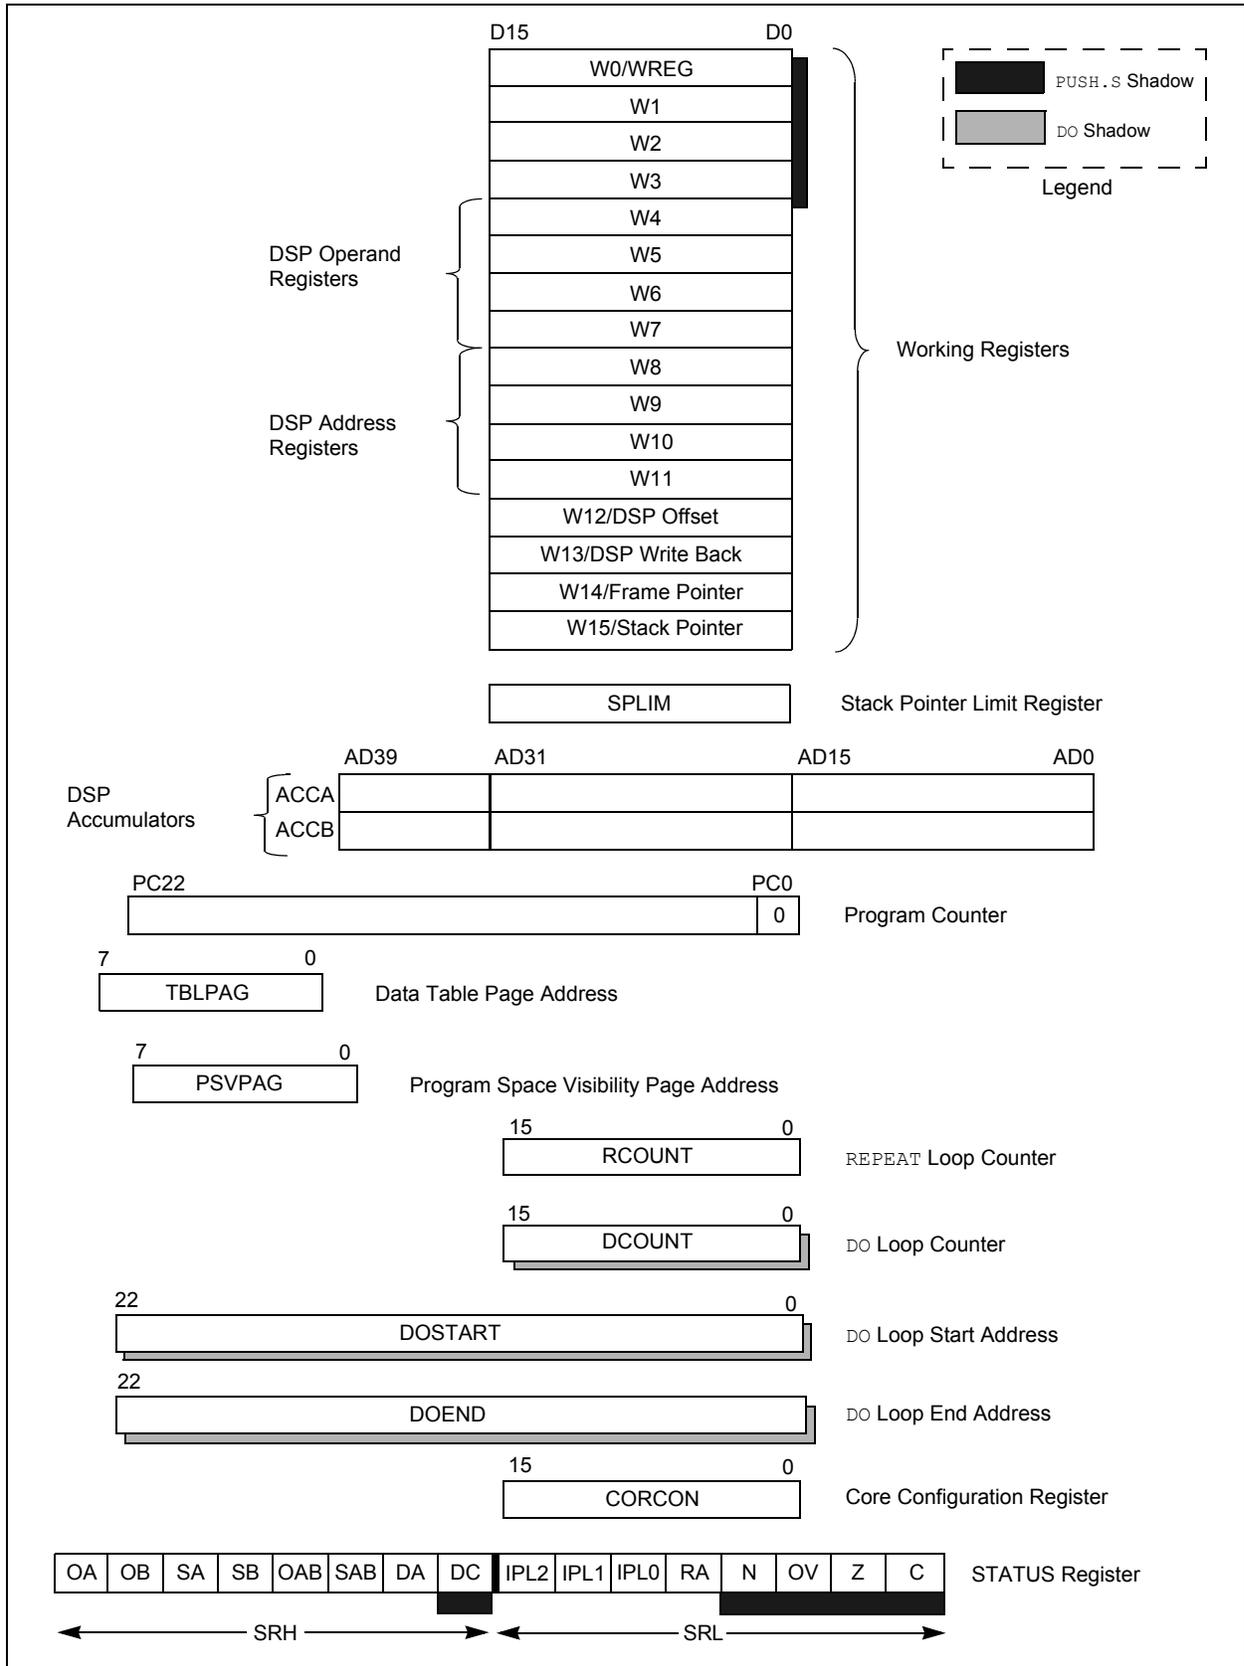 D15 D0
W0/WREG
PUSH.S Shadow
W1
DO Shadow
W2
W3
Legend
W4
DSP Operand
Registers
W5
W6
W7
W8
Working Registers
W9
DSP Address
Registers
W10
W11
W12/DSP Offset
W13/DSP Write Back
W14/Frame Pointer
W15/Stack Pointer
SPLIM Stack Pointer Limit Register
AD39 AD31 AD15 AD0
DSP
Accumulators
ACCA
ACCB
PC22 PC0
0 Program Counter
7 0
TBLPAG Data Table Page Address
7 0
PSVPAG Program Space Visibility Page Address
15 0
RCOUNT REPEAT Loop Counter
15 0
DCOUNT DO Loop Counter
22 0
DOSTART DO Loop Start Address
22
DOEND DO Loop End Address
15 0
CORCON Core Configuration Register
OA OB SA SB OAB SAB DA DC IPL2 IPL1 IPL0 RA N OV Z C STATUS Register
SRH SRL